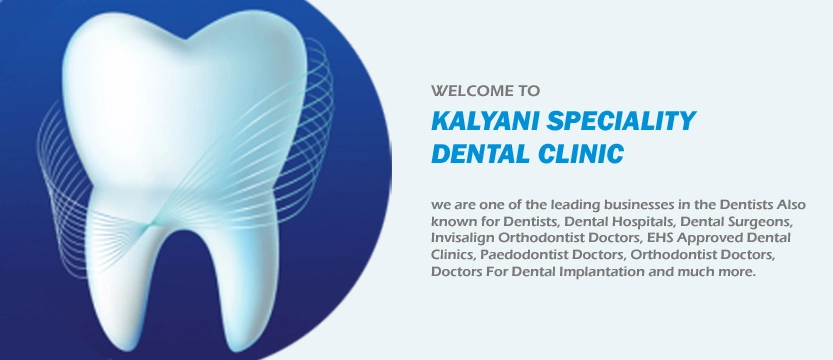 WELCOME TO
KALYANI SPECIALITY
DENTAL CLINIC
we are one of the leading businesses in the Dentists Also
known for Dentists, Dental Hospitals, Dental Surgeons,
Invisalign Orthodontist Doctors, EHS Approved Dental
Clinics, Paedodontist Doctors, Orthodontist Doctors,
Doctors For Dental Implantation and much more.